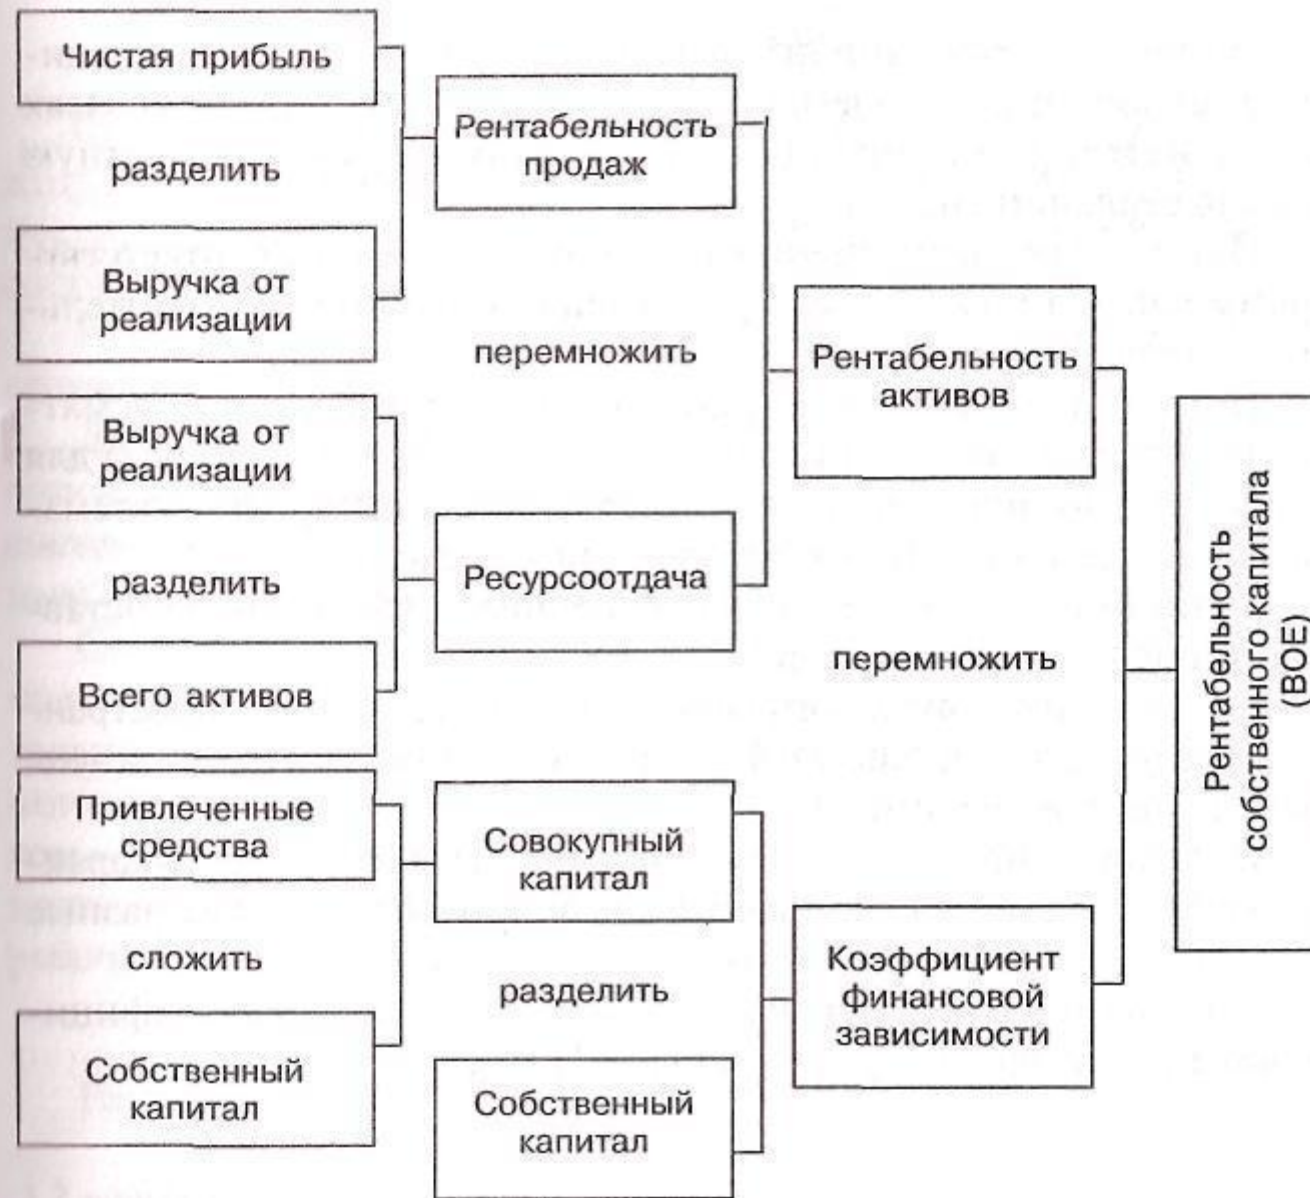 Чистая прибыль
разделить
Выручка от
реализации
Выручка от
реализации
разделить
Всего активов
Привлеченные
средства
сложить
Собственный
капитал
Рентабельность
продаж
перемножить
Ресурсоотдача
Совокупный
капитал
разделить
Собственный
капитал
Рентабельность
активов
перемножить
Коэффициент
финансовой
зависимости
Рентабельность
собственного капитала
(ВОЕ)